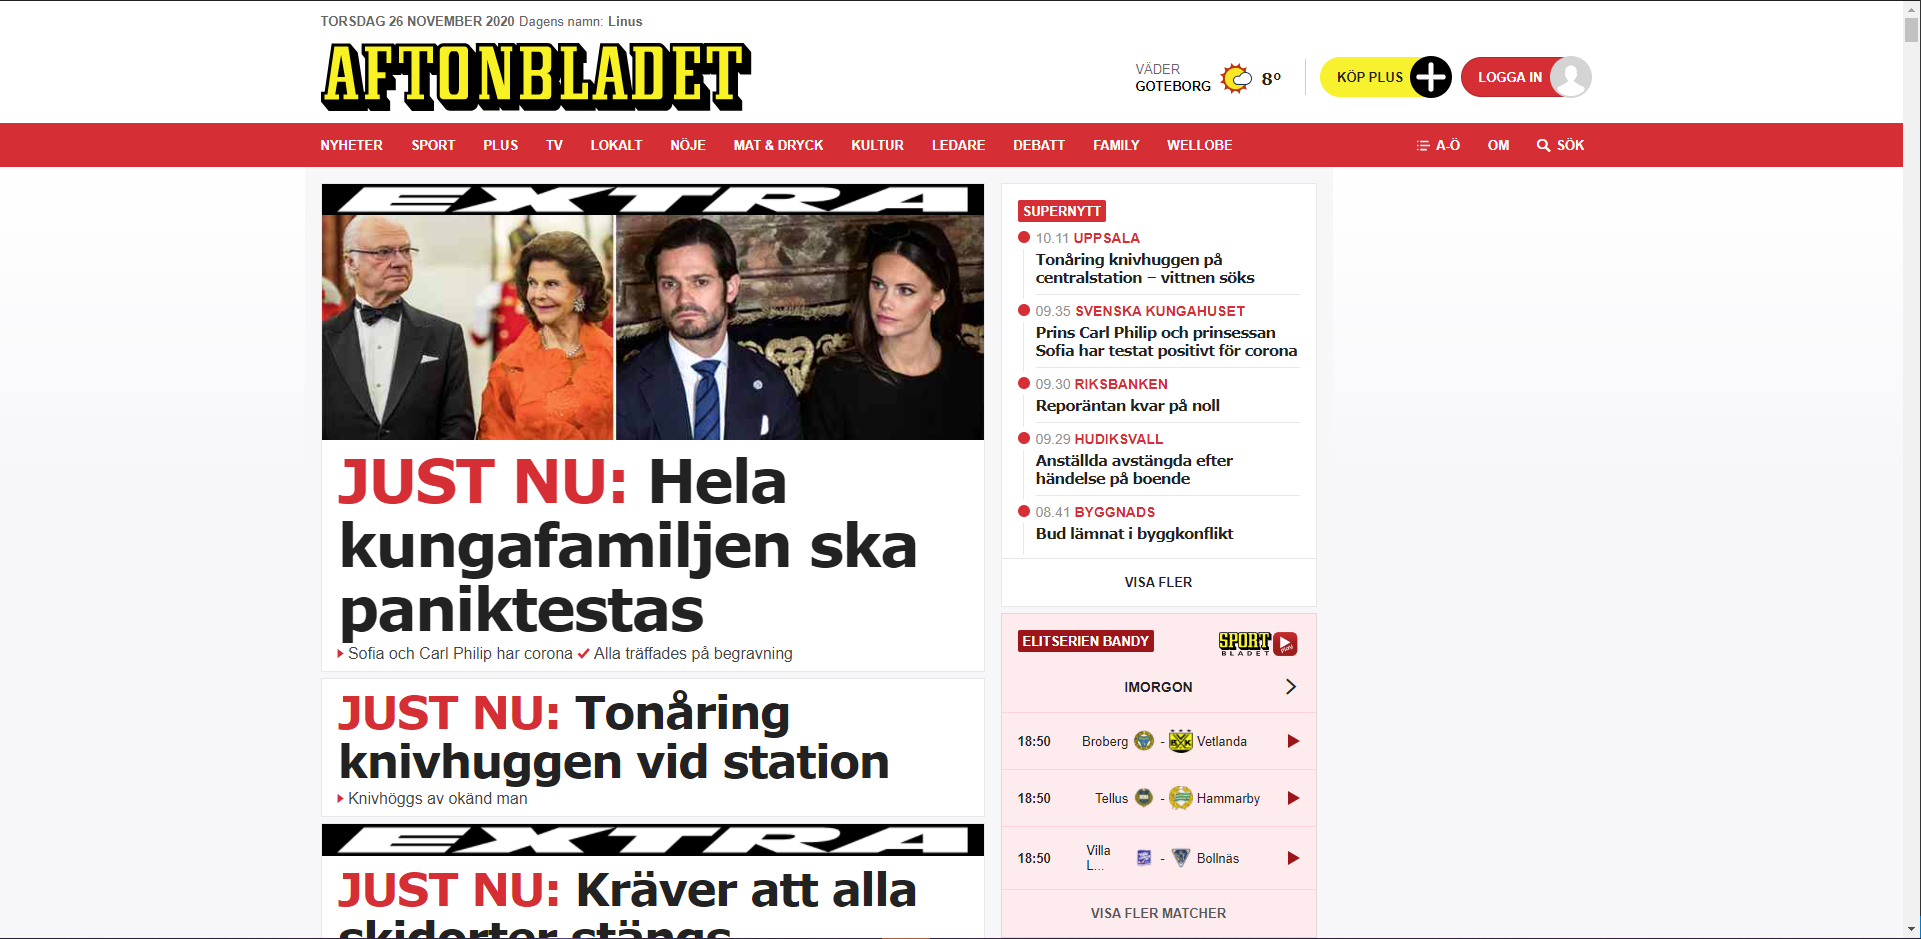 TORSDAG 26 NOVEMBER 2020 Dagens namn: Linus
AFTONBLADET
VÄDER
GOTEBORG
8°
KÖP PLUS
LOGGA IN
NYHETER SPORT PLUS TV LOKALT NÖJE MAT & DRYCK KULTUR LEDARE DEBATT FAMILY WELLOBE A-Ö OM SÖK
EXTRA
JUST NU: Hela
kungafamiljen ska
paniktestas
Sofia och Carl Philip har corona Alla träffades på begravning
JUST NU: Tonåring
knivhuggen vid station
Knivhöggs av okänd man
EXTRA
JUST NU: Kräver att alla
skidorter stängs
SUPERNYTT
10.11 UPPSALA
Tonåring knivhuggen på
centralstation – vittnen söks
09.35 SVENSKA KUNGAHUSET
Prins Carl Philip och prinsessan
Sofia har testat positivt för corona
09.30 RIKSBANKEN
Reporäntan kvar på noll
09.29 HUDIKSVALL
Anställda avstängda efter
händelse på boende
08.41 BYGGNADS
Bud lämnat i byggkonflikt
VISA FLER
ELITSERIEN BANDY
SPORT
BLADET
play
IMORGON
18:50 Broberg - Vetlanda
18:50 Tellus - Hammarby
18:50 Villa
L... - Bollnäs
VISA FLER MATCHER